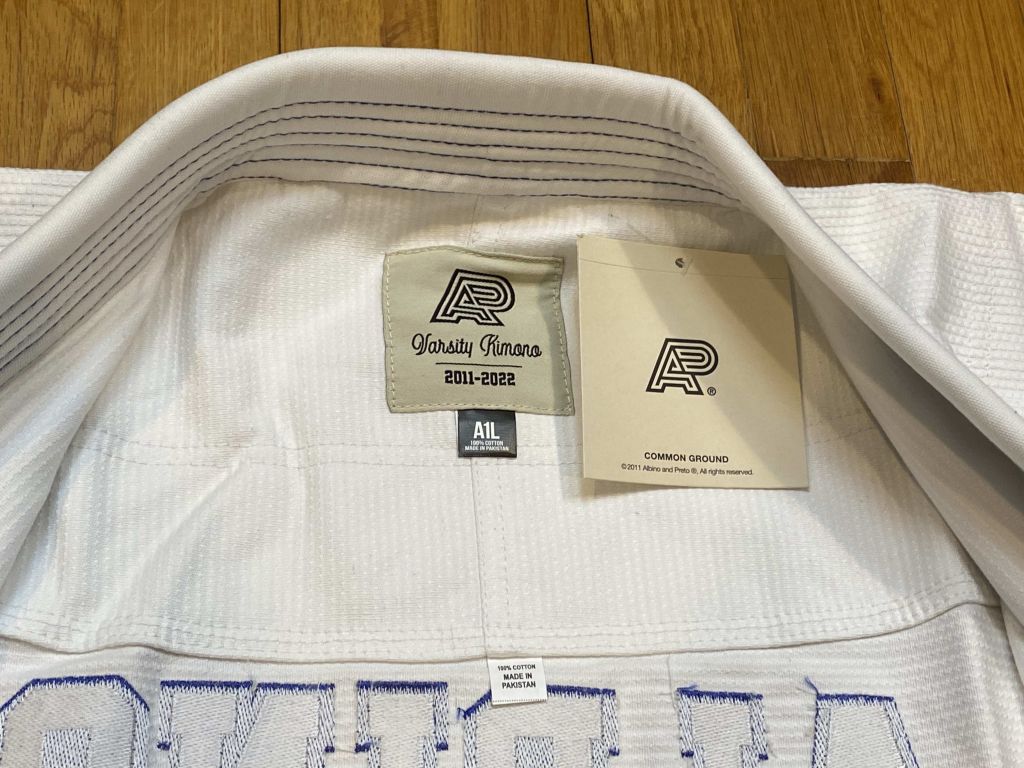 AP
Varsity Kimono
2011-2022
A1L
100% COTTON
MADE IN PAKISTAN
AP®
COMMON GROUND
©2011 Albino and Preto ®, All rights reserved.
100% COTTON
MADE IN
PAKISTAN